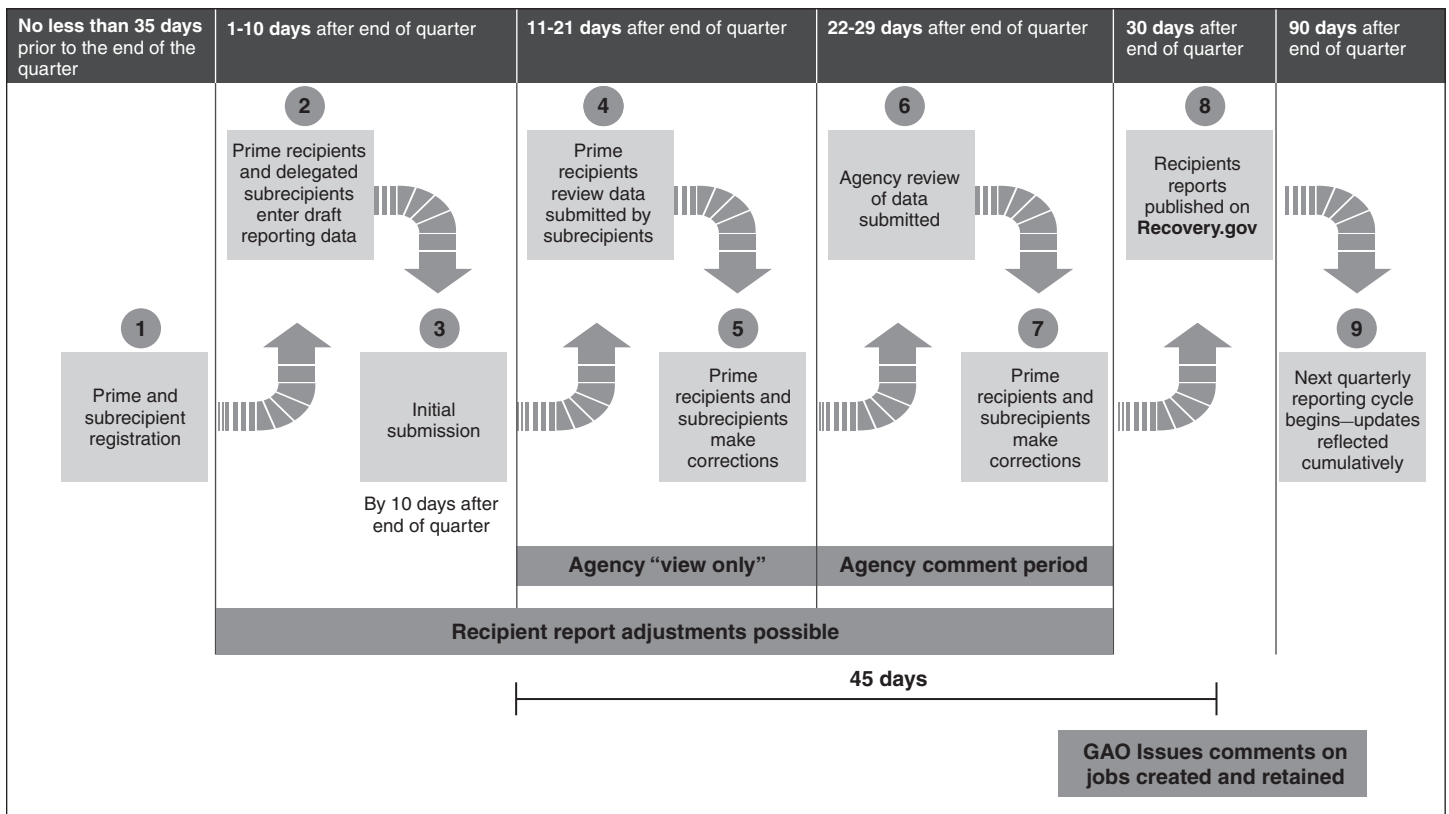 No less than 35 days
prior to the end of the
quarter
1-10 days after end of quarter
11-21 days after end of quarter
22-29 days after end of quarter
30 days after
end of quarter
90 days after
end of quarter
1
Prime and
subrecipient
registration
2
Prime recipients
and delegated
subrecipients
enter draft
reporting data
3
Initial
submission
By 10 days after
end of quarter
4
Prime
recipients
review data
submitted by
subrecipients
5
Prime
recipients and
subrecipients
make
corrections
6
Agency review
of data
submitted
7
Prime
recipients and
subrecipients
make
corrections
8
Recipients
reports
published on
Recovery.gov
9
Next quarterly
reporting cycle
begins—updates
reflected
cumulatively
Agency “view only”
Agency comment period
Recipient report adjustments possible
45 days
GAO Issues comments on
jobs created and retained